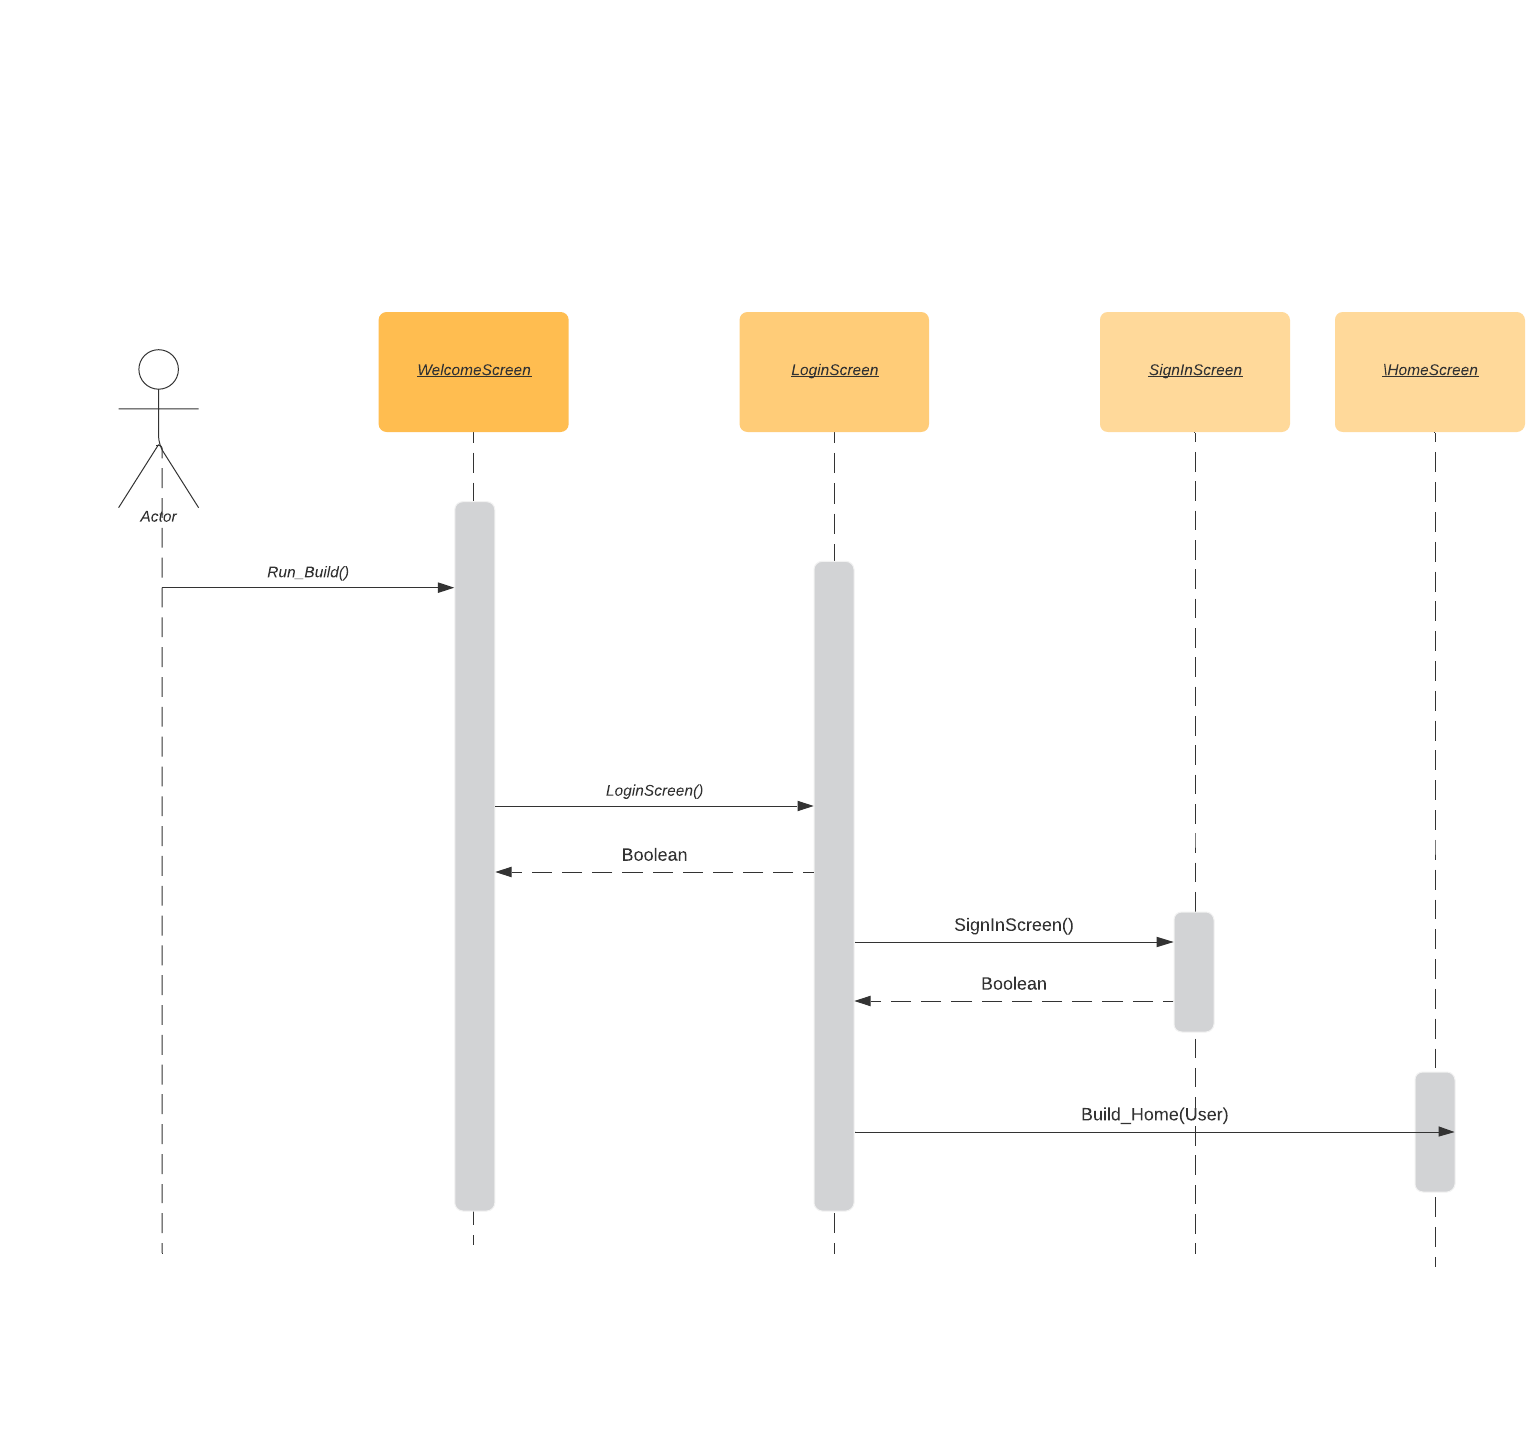 WelcomeScreen
LoginScreen
SignInScreen
\HomeScreen
Actor
Run_Build()
LoginScreen()
Boolean
SignInScreen()
Boolean
Build_Home(User)